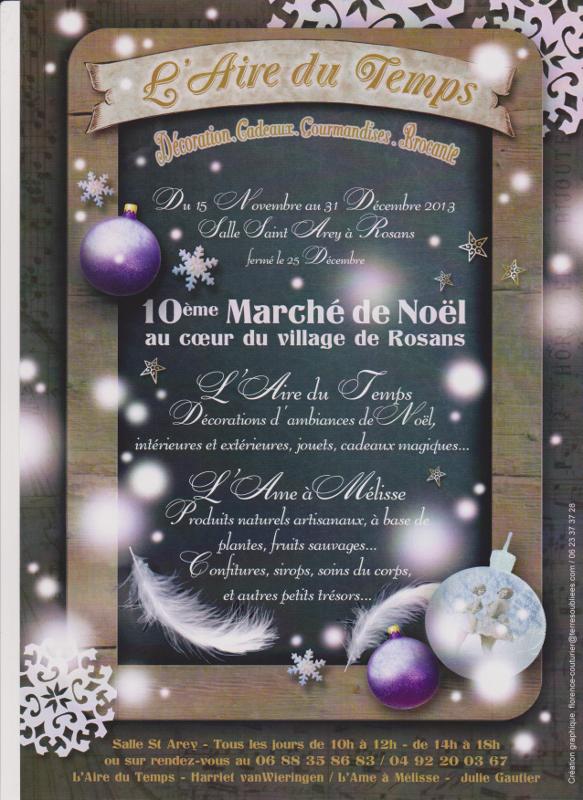 L'Aire du Temps
Décoration . Cadeaux . Gourmandises . Brocante
Du 15 Novembre au 31 Décembre 2013
Salle Saint Arey à Rosans
fermé le 25 Décembre
10ème Marché de Noël
au cœur du village de Rosans
L'Aire du Temps
Décorations d'ambiances de Noël,
intérieures et extérieures, jouets, cadeaux magiques...
L'Ame à Mélisse
Produits naturels artisanaux, à base de
plantes, fruits sauvages...
Confitures, sirops, soins du corps,
et autres petits trésors...
Salle St Arey - Tous les jours de 10h à 12h - de 14h à 18h
ou sur rendez-vous au 06 88 35 86 83 / 04 92 20 03 67
L'Aire du Temps - Harriet vanWieringen / L'Ame à Mélisse - Julie Gautier
Création graphique florence-couturier@terresoubliees.com / 06 23 37 37 28